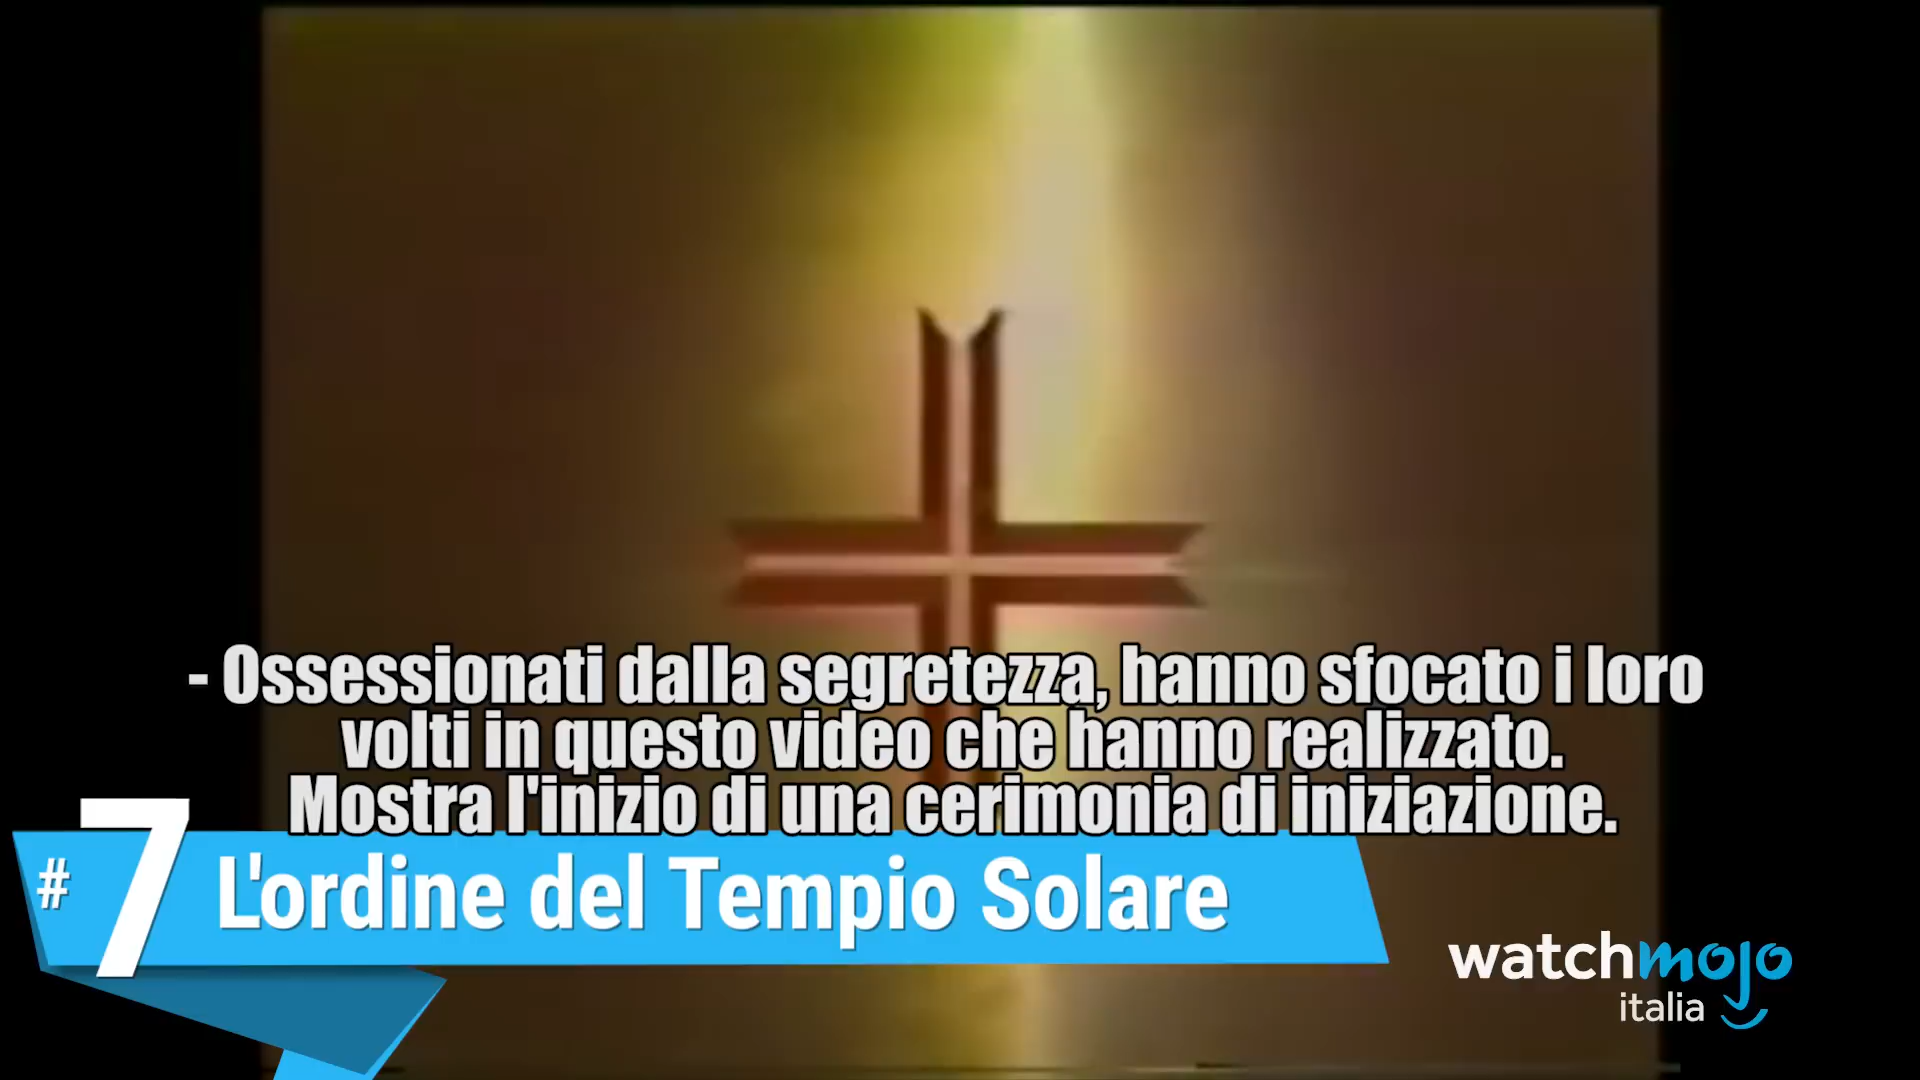 - Ossessionati dalla segretezza, hanno sfocato i loro
volti in questo video che hanno realizzato.
Mostra l'inizio di una cerimonia di iniziazione.
#7 L'ordine del Tempio Solare
watchmojo
italia